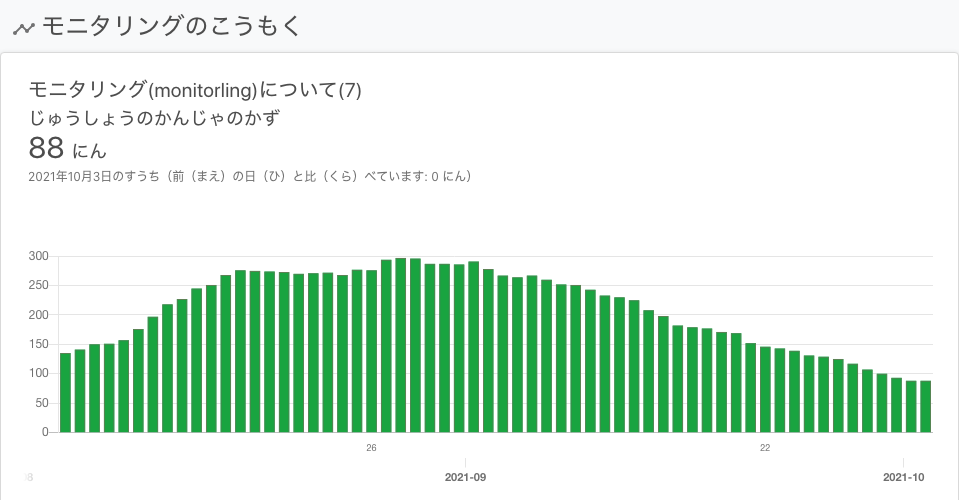 モニタリングのこうもく
モニタリング(monitorling)について(7)
じゅうしょうのかんじゃのかず
88 にん
2021年10月3日のすうち（前（まえ）の日（ひ）と比（くら）べています: 0 にん）
300
250
200
150
100
50
0
26
22
2021-09
2021-10